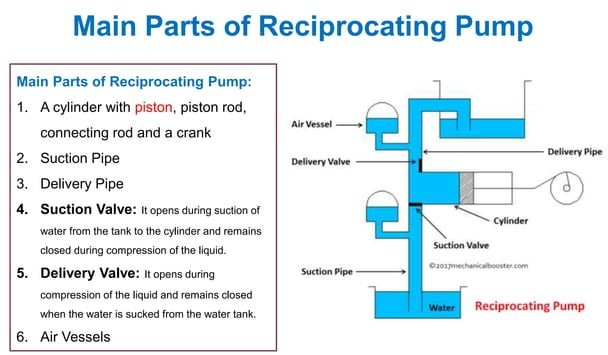 Main Parts of Reciprocating Pump
Main Parts of Reciprocating Pump:
1. A cylinder with piston, piston rod,
connecting rod and a crank
2. Suction Pipe
3. Delivery Pipe
4. Suction Valve: It opens during suction of
water from the tank to the cylinder and remains
closed during compression of the liquid.
5. Delivery Valve: It opens during
compression of the liquid and remains closed
when the water is sucked from the water tank.
6. Air Vessels
Air Vessel
Delivery Pipe
Delivery Valve
Cylinder
Suction Valve
©2017mechanicalbooster.com
Suction Pipe
Water
Reciprocating Pump